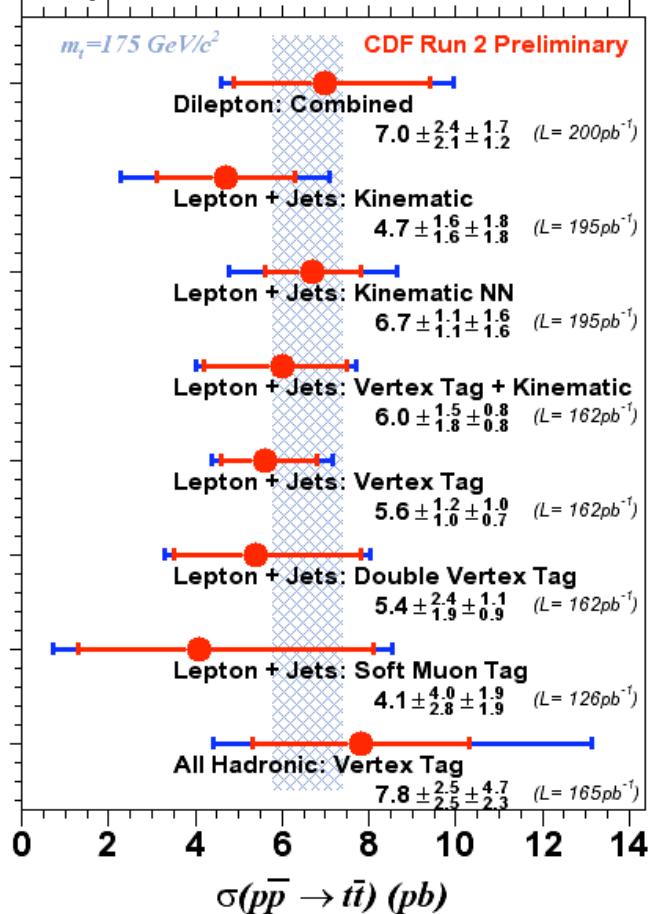 m_t=175 GeV/c² CDF Run 2 Preliminary
Dilepton: Combined
7.0 ± 2.4 2.1 ± 1.7 1.2 (L= 200pb⁻¹)
Lepton + Jets: Kinematic
4.7 ± 1.6 1.6 ± 1.8 1.8 (L= 195pb⁻¹)
Lepton + Jets: Kinematic NN
6.7 ± 1.1 1.1 ± 1.6 1.6 (L= 195pb⁻¹)
Lepton + Jets: Vertex Tag + Kinematic
6.0 ± 1.5 1.8 ± 0.8 0.8 (L= 162pb⁻¹)
Lepton + Jets: Vertex Tag
5.6 ± 1.2 1.0 ± 1.0 0.7 (L= 162pb⁻¹)
Lepton + Jets: Double Vertex Tag
5.4 ± 2.4 1.9 ± 1.1 0.9 (L= 162pb⁻¹)
Lepton + Jets: Soft Muon Tag
4.1 ± 4.0 2.8 ± 1.9 1.9 (L= 126pb⁻¹)
All Hadronic: Vertex Tag
7.8 ± 2.5 2.5 ± 4.7 2.3 (L= 165pb⁻¹)
0 2 4 6 8 10 12 14
σ(pp̅ → tt̅) (pb)